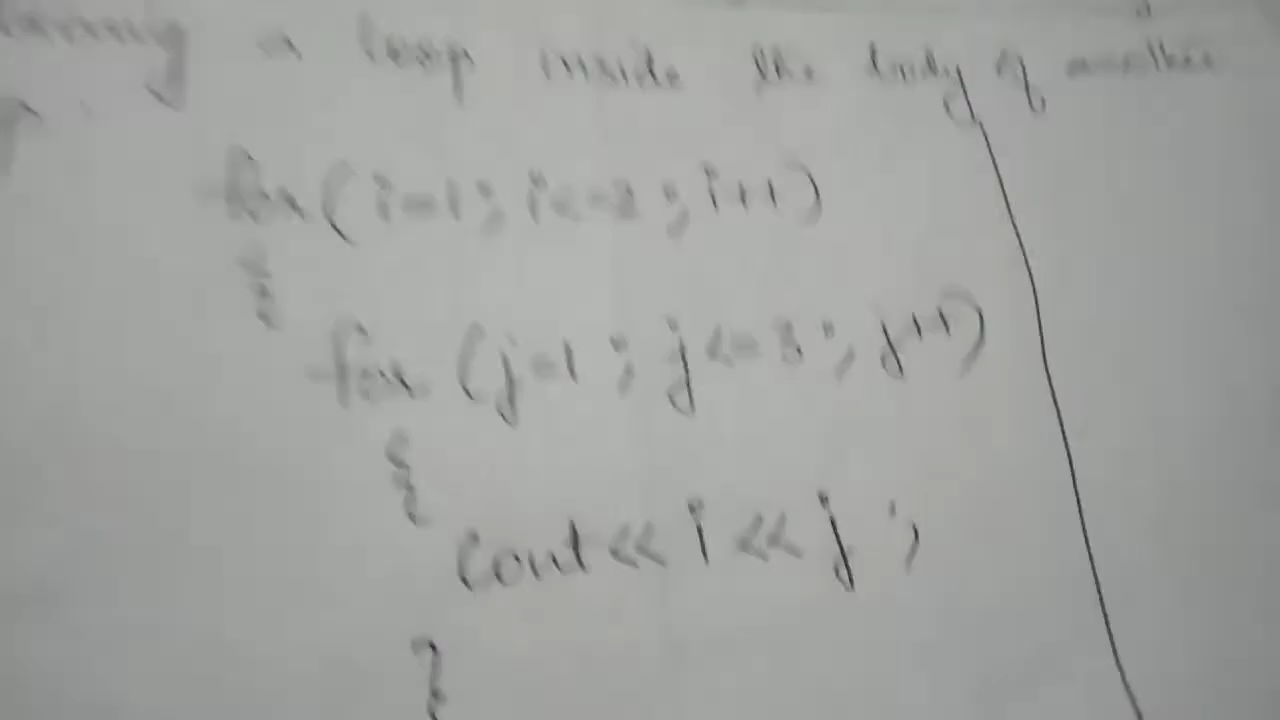 a loop inside the body of another
for (i=1; i<=2; i++)
{
for (j=1; j<=3; j++)
{
cout<< i << j ;
}